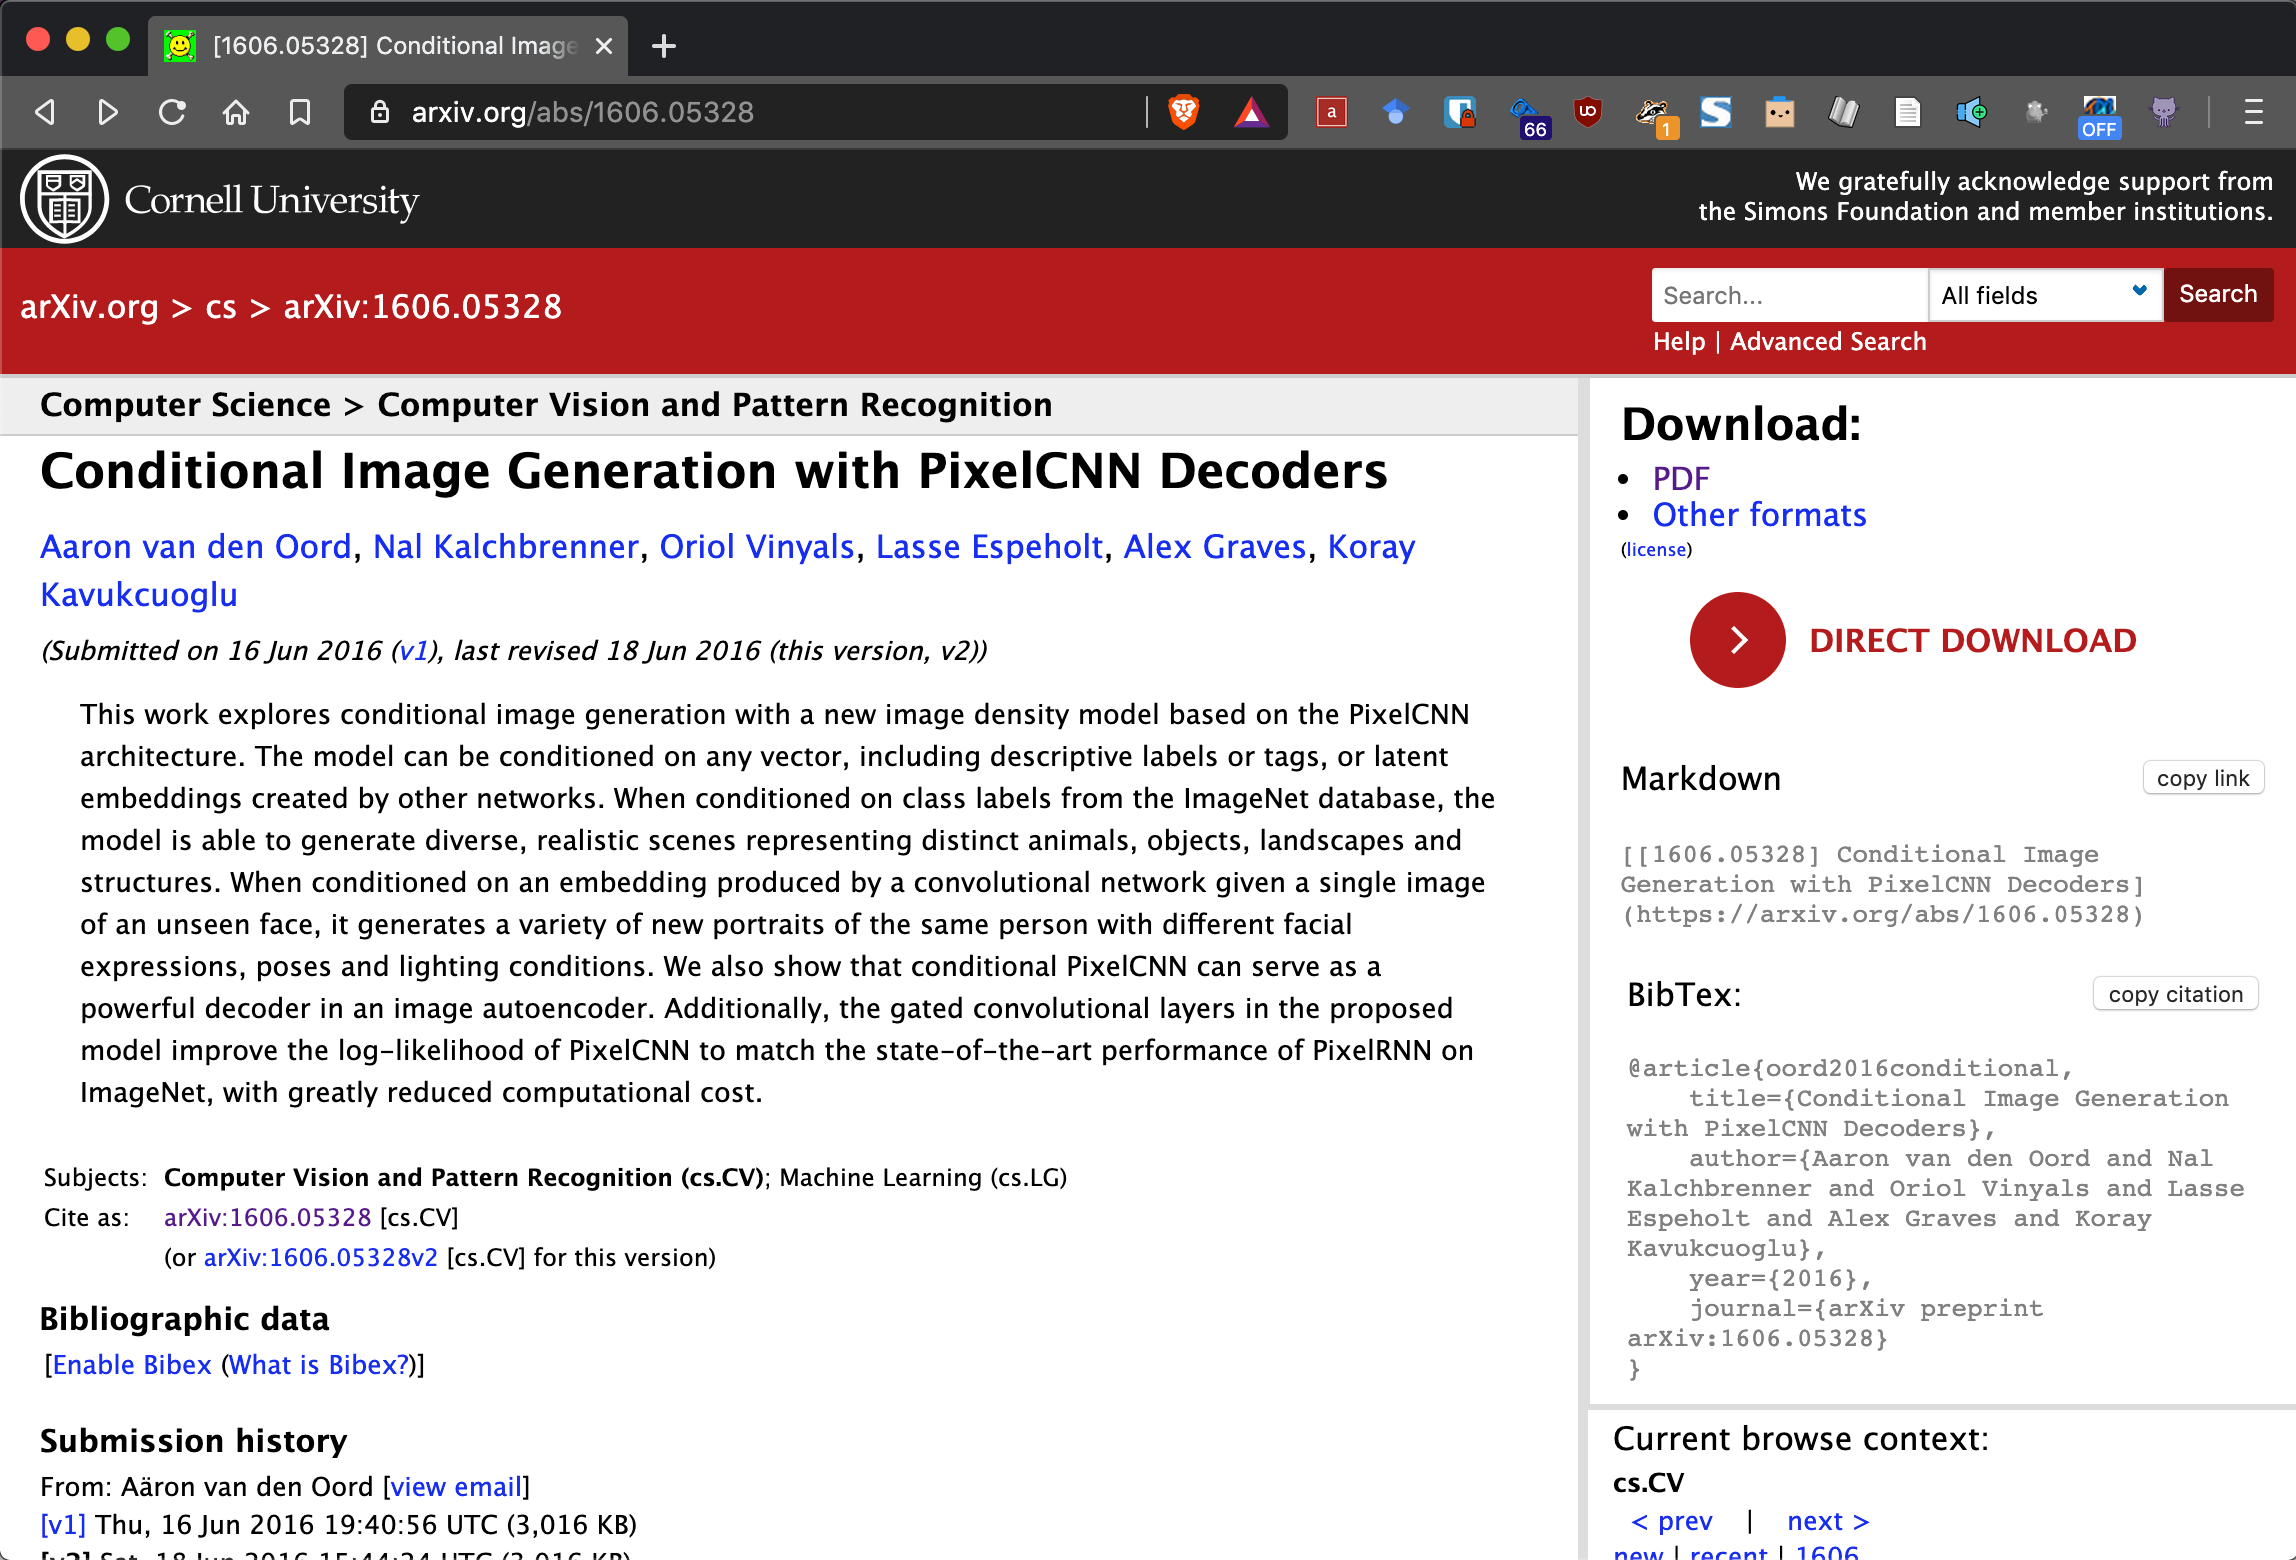 [1606.05328] Conditional Image
arxiv.org/abs/1606.05328
a
66
UO
1
S
OFF
Cornell University
We gratefully acknowledge support from
the Simons Foundation and member institutions.
arXiv.org > cs > arXiv:1606.05328
Search...
All fields
Search
Help | Advanced Search
Computer Science > Computer Vision and Pattern Recognition
Conditional Image Generation with PixelCNN Decoders
Aaron van den Oord, Nal Kalchbrenner, Oriol Vinyals, Lasse Espeholt, Alex Graves, Koray
Kavukcuoglu
(Submitted on 16 Jun 2016 (v1), last revised 18 Jun 2016 (this version, v2))
This work explores conditional image generation with a new image density model based on the PixelCNN
architecture. The model can be conditioned on any vector, including descriptive labels or tags, or latent
embeddings created by other networks. When conditioned on class labels from the ImageNet database, the
model is able to generate diverse, realistic scenes representing distinct animals, objects, landscapes and
structures. When conditioned on an embedding produced by a convolutional network given a single image
of an unseen face, it generates a variety of new portraits of the same person with different facial
expressions, poses and lighting conditions. We also show that conditional PixelCNN can serve as a
powerful decoder in an image autoencoder. Additionally, the gated convolutional layers in the proposed
model improve the log-likelihood of PixelCNN to match the state-of-the-art performance of PixelRNN on
ImageNet, with greatly reduced computational cost.
Subjects: Computer Vision and Pattern Recognition (cs.CV); Machine Learning (cs.LG)
Cite as: arXiv:1606.05328 [cs.CV]
(or arXiv:1606.05328v2 [cs.CV] for this version)
Bibliographic data
[Enable Bibex (What is Bibex?)]
Submission history
From: Aäron van den Oord [view email]
[v1] Thu, 16 Jun 2016 19:40:56 UTC (3,016 KB)
[v2] Sat, 18 Jun 2016 15:44:24 UTC (3,016 KB)
Download:
PDF
Other formats
(license)
DIRECT DOWNLOAD
Markdown
copy link
[[1606.05328] Conditional Image
Generation with PixelCNN Decoders]
(https://arxiv.org/abs/1606.05328)
BibTex:
copy citation
@article{oord2016conditional,
title={Conditional Image Generation
with PixelCNN Decoders},
author={Aaron van den Oord and Nal
Kalchbrenner and Oriol Vinyals and Lasse
Espeholt and Alex Graves and Koray
Kavukcuoglu},
year={2016},
journal={arXiv preprint
arXiv:1606.05328}
}
Current browse context:
cs.CV
< prev | next >
new | recent | 1606